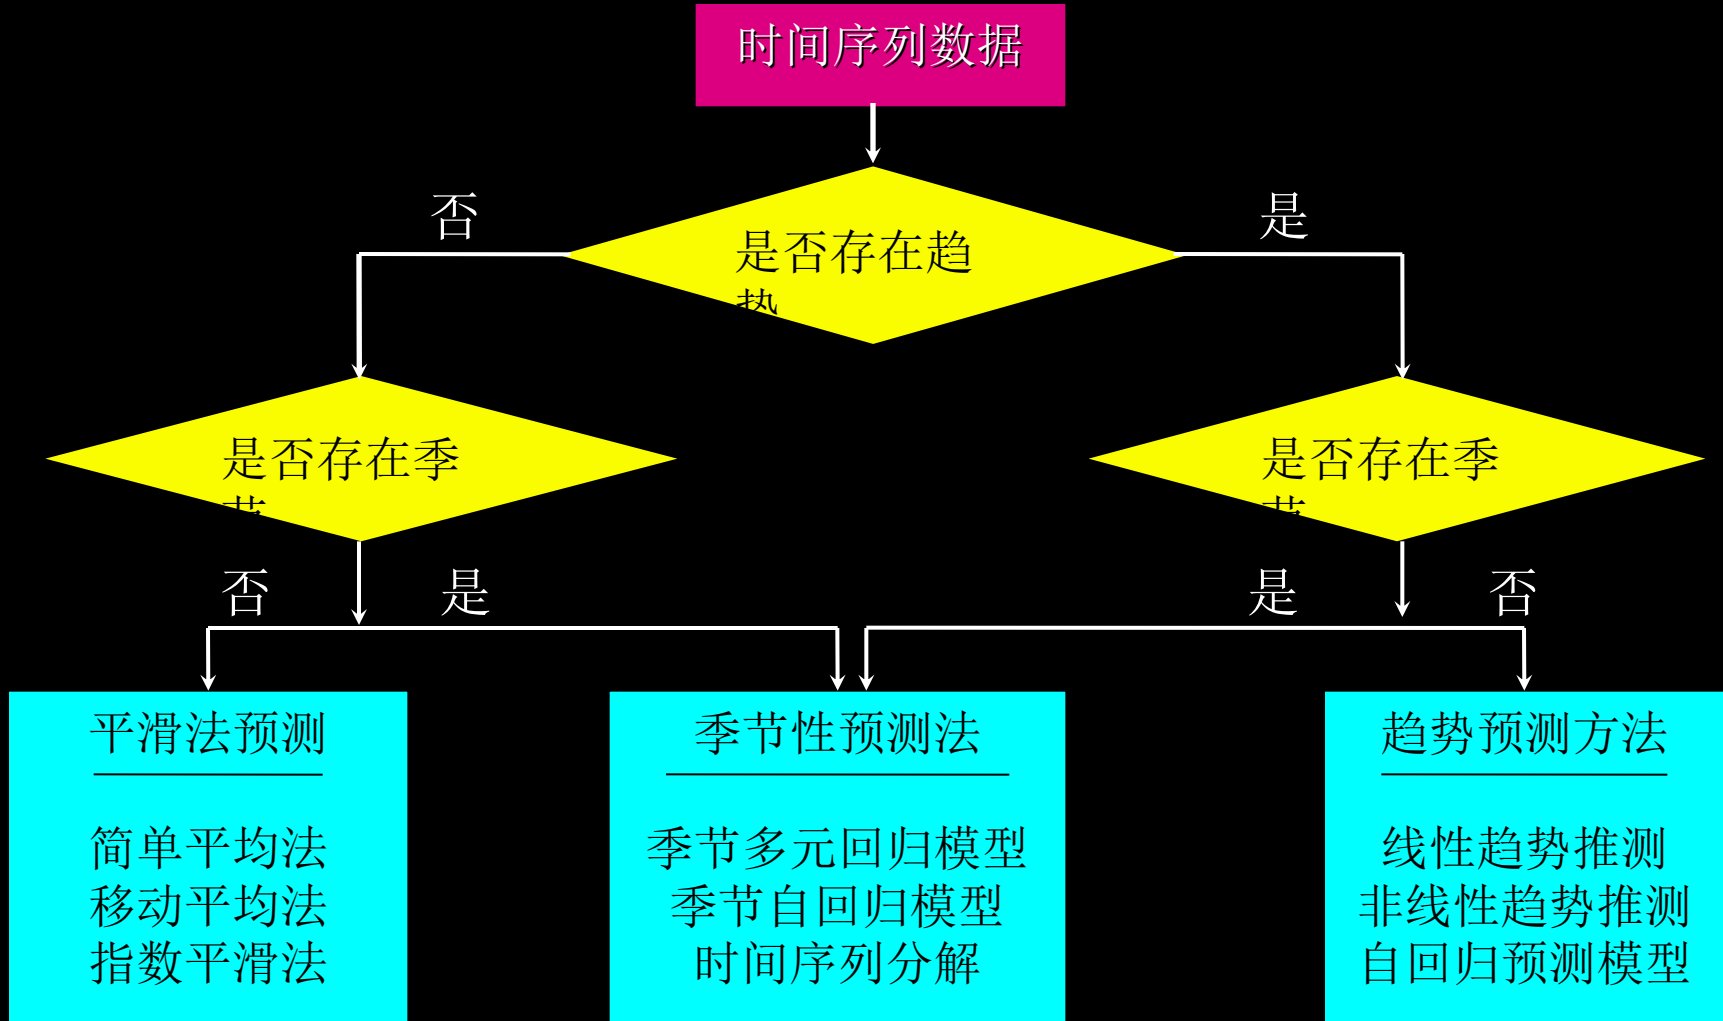 时间序列数据
否
是
是否存在趋
势
是否存在季
节
是否存在季
节
否
是
是
否
平滑法预测
简单平均法
移动平均法
指数平滑法
季节性预测法
季节多元回归模型
季节自回归模型
时间序列分解
趋势预测方法
线性趋势推测
非线性趋势推测
自回归预测模型